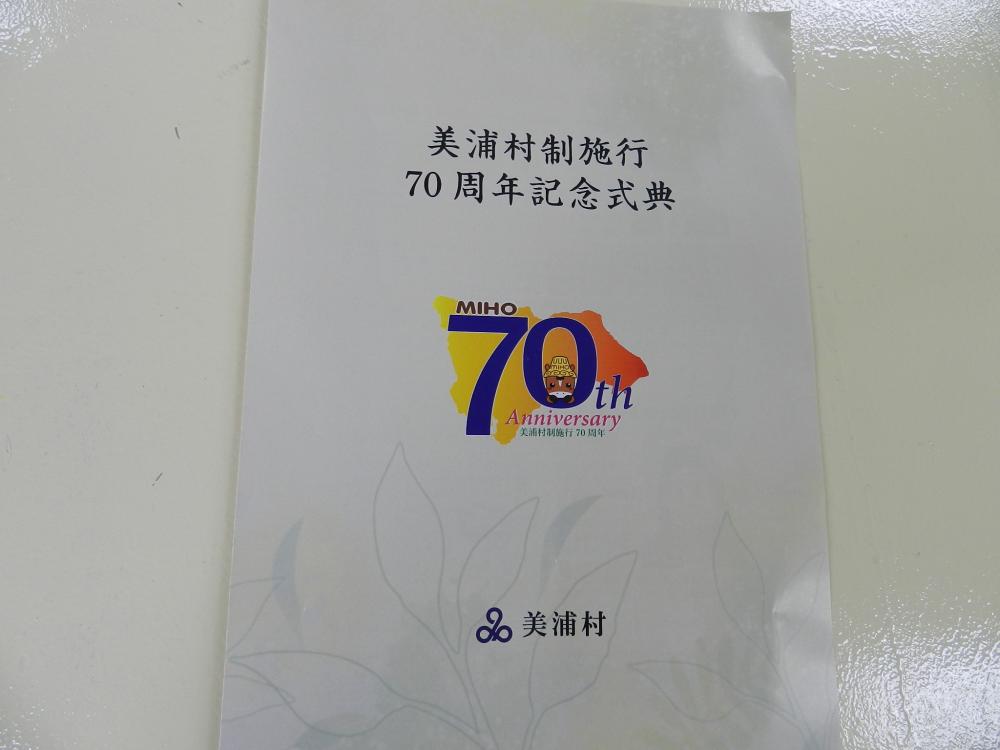 美浦村制施行
70周年記念式典
MIHO
70th
Anniversary
美浦村制施行70周年
美浦村